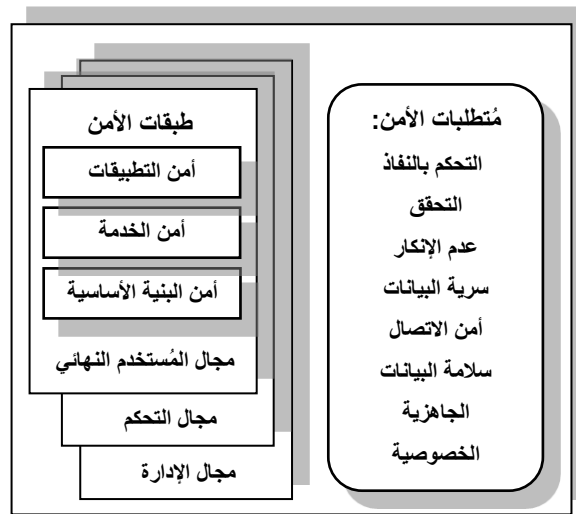 طبقات الأمن
أمن التطبيقات
أمن الخدمة
أمن البنية الأساسية
مجال المُستخدم النهائي
مجال التحكم
مجال الإدارة
مُتطلبات الأمن:
التحكم بالنفاذ
التحقق
عدم الإنكار
سرية البيانات
أمن الاتصال
سلامة البيانات
الجاهزية
الخصوصية